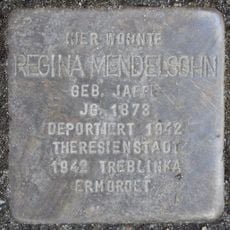 HIER WOHNTE
REGINA MENDELSOHN
GEB. JAFFE
JG. 1873
DEPORTIERT 1942
THERESIENSTADT
1942 TREBLINKA
ERMORDET